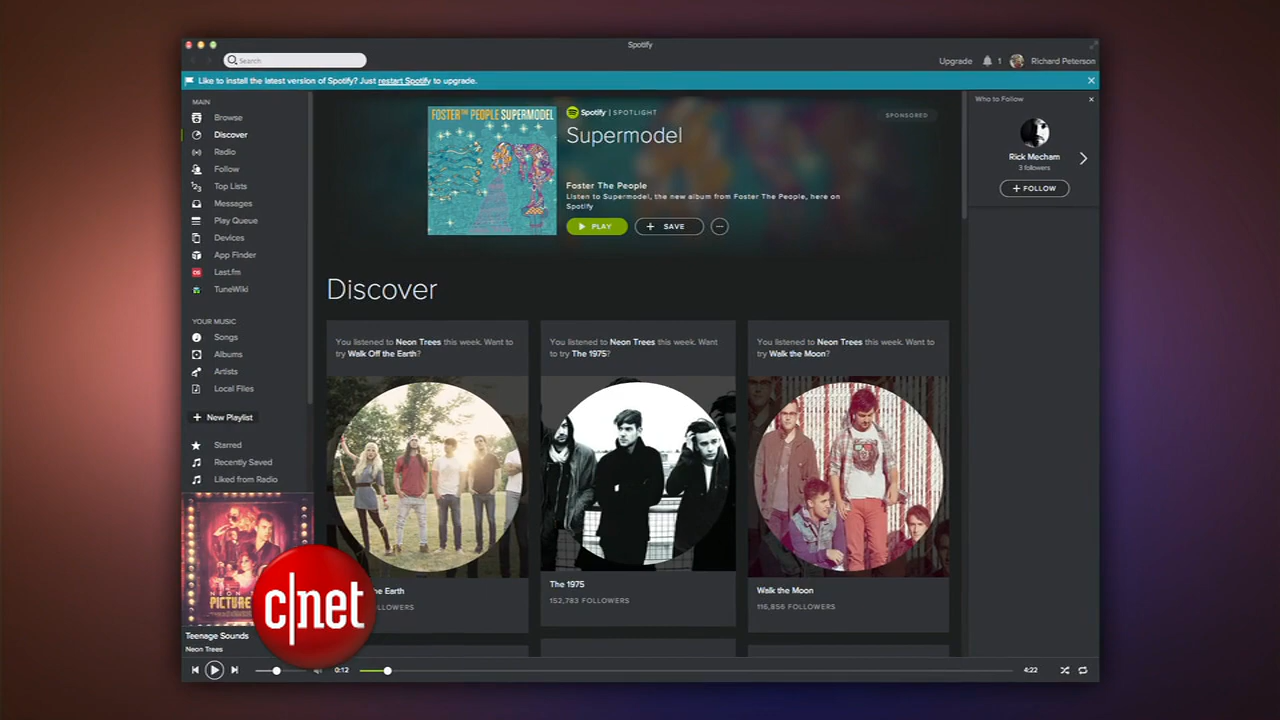 Spotify
Search
Upgrade
1
Richard Peterson
Like to install the latest version of Spotify? Just restart Spotify to upgrade.
MAIN
Browse
Discover
Radio
Follow
Top Lists
Messages
Play Queue
Devices
App Finder
Last.fm
TuneWiki
YOUR MUSIC
Songs
Albums
Artists
Local Files
New Playlist
Starred
Recently Saved
Liked from Radio
NEON
PICTURE
c|net
Teenage Sounds
Neon Trees
FOSTER THE PEOPLE SUPERMODEL
Spotify | SPOTLIGHT
SPONSORED
Supermodel
Foster The People
Listen to Supermodel, the new album from Foster The People, here on
Spotify
PLAY
SAVE
Discover
You listened to Neon Trees this week. Want to
try Walk Off the Earth?
he Earth
FOLLOWERS
You listened to Neon Trees this week. Want
to try The 1975?
The 1975
152,783 FOLLOWERS
You listened to Neon Trees this week. Want to
try Walk the Moon?
Walk the Moon
116,856 FOLLOWERS
Who to Follow
Rick Mecham
3 followers
FOLLOW
0:12
4:22